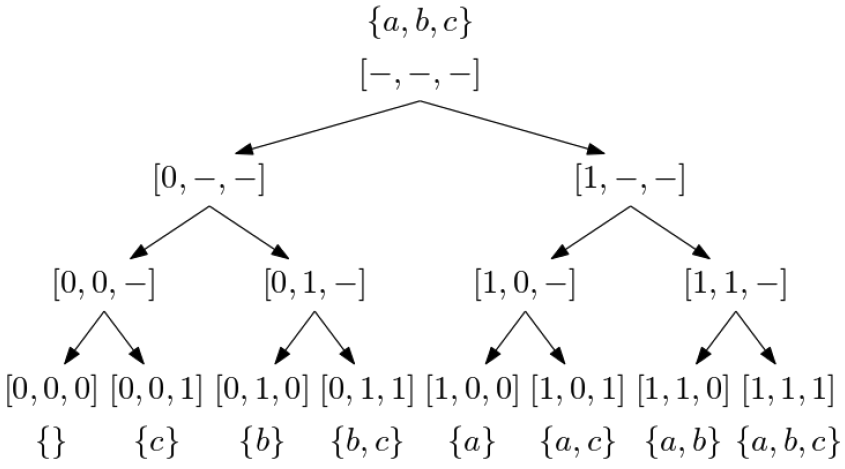 {a, b, c}
[−, −, −]
[0, −, −] [1, −, −]
[0, 0, −] [0, 1, −] [1, 0, −] [1, 1, −]
[0, 0, 0] [0, 0, 1] [0, 1, 0] [0, 1, 1] [1, 0, 0] [1, 0, 1] [1, 1, 0] [1, 1, 1]
{} {c} {b} {b, c} {a} {a, c} {a, b} {a, b, c}